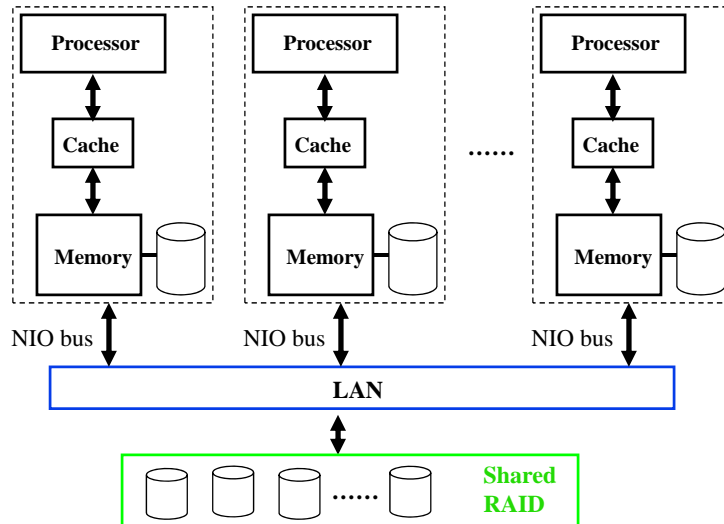 Processor
Processor
Processor
Cache
Cache
......
Cache
Memory
Memory
Memory
NIO bus
NIO bus
NIO bus
LAN
......
Shared
RAID